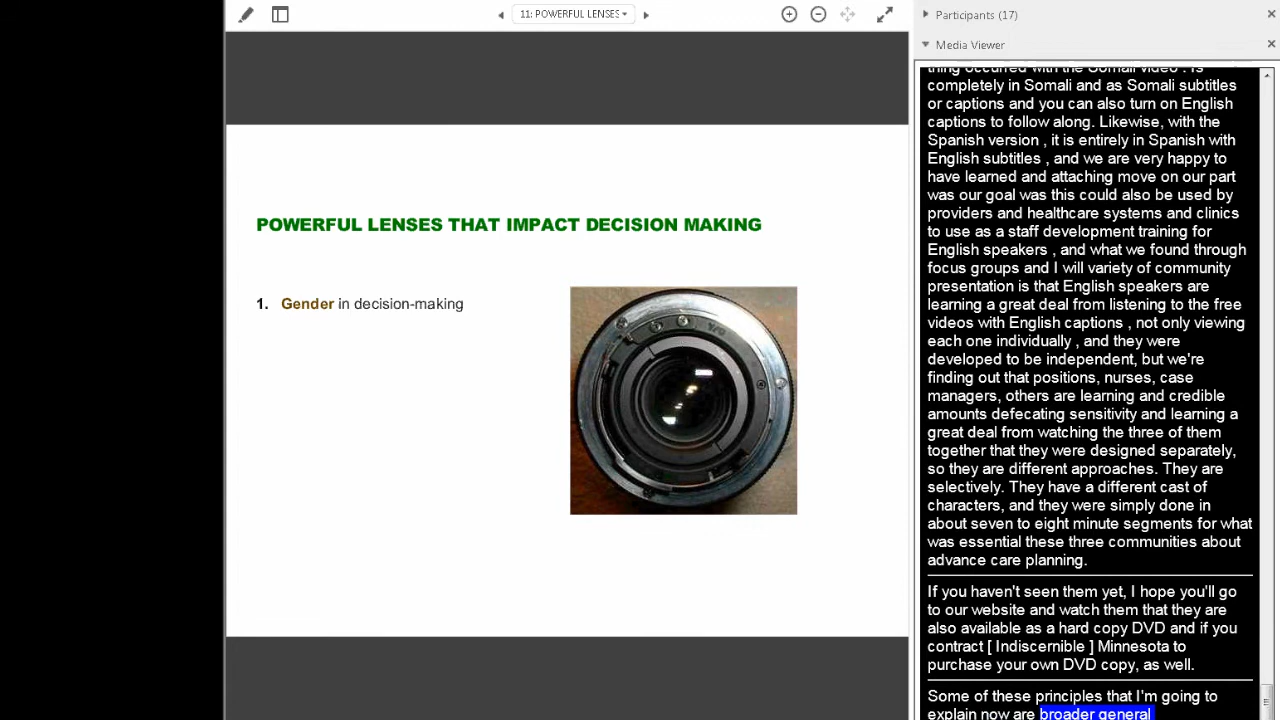 11: POWERFUL LENSES
Participants (17)
Media Viewer
POWERFUL LENSES THAT IMPACT DECISION MAKING
1. Gender in decision-making
thing occurred with the Somali video . Is
completely in Somali and as Somali subtitles
or captions and you can also turn on English
captions to follow along. Likewise, with the
Spanish version , it is entirely in Spanish with
English subtitles , and we are very happy to
have learned and attaching move on our part
was our goal was this could also be used by
providers and healthcare systems and clinics
to use as a staff development training for
English speakers , and what we found through
focus groups and I will variety of community
presentation is that English speakers are
learning a great deal from listening to the free
videos with English captions , not only viewing
each one individually , and they were
developed to be independent, but we're
finding out that positions, nurses, case
managers, others are learning and credible
amounts defecating sensitivity and learning a
great deal from watching the three of them
together that they were designed separately,
so they are different approaches. They are
selectively. They have a different cast of
characters, and they were simply done in
about seven to eight minute segments for what
was essential these three communities about
advance care planning.
If you haven't seen them yet, I hope you'll go
to our website and watch them that they are
also available as a hard copy DVD and if you
contract [ Indiscernible ] Minnesota to
purchase your own DVD copy, as well.
Some of these principles that I'm going to
explain now are broader general